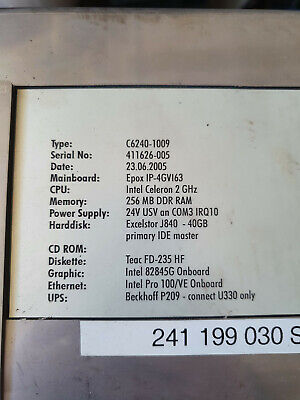 Type: C6240-1009
Serial No: 411626-005
Date: 23.06.2005
Mainboard: Epox IP-4GVI63
CPU: Intel Celeron 2 GHz
Memory: 256 MB DDR RAM
Power Supply: 24V USV an COM3 IRQ10
Harddisk: Excelstor J840 - 40GB
primary IDE master
CD ROM:
Diskette: Teac FD-235 HF
Graphic: Intel 82845G Onboard
Ethernet: Intel Pro 100/VE Onboard
UPS: Beckhoff P209 - connect U330 only
241 199 030 S